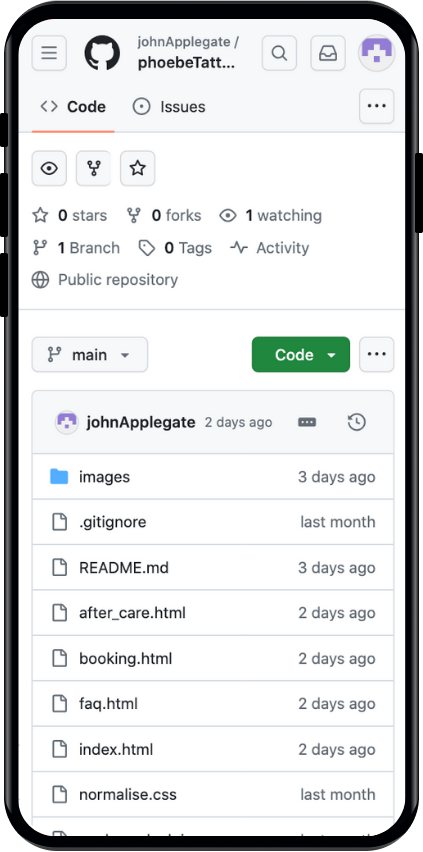 johnApplegate /
phoebeTatt...
Code Issues
0 stars 0 forks 1 watching
1 Branch 0 Tags Activity
Public repository
main Code
johnApplegate 2 days ago
images 3 days ago
.gitignore last month
README.md 3 days ago
after_care.html 2 days ago
booking.html 2 days ago
faq.html 2 days ago
index.html 2 days ago
normalise.css last month